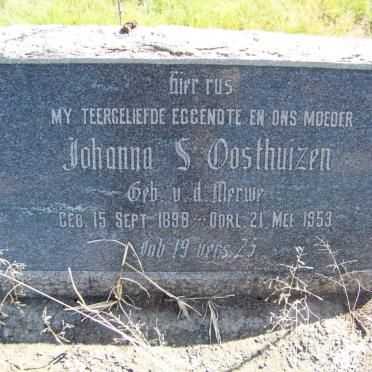 Hier rus
MY TEERGELIEFDE EGGENOTE EN ONS MOEDER
Johanna S Oosthuizen
Geb. v. d. Merwe
GEB. 15 SEPT. 1898 — OORL. 21 MEI 1953
Job 19 vers. 25